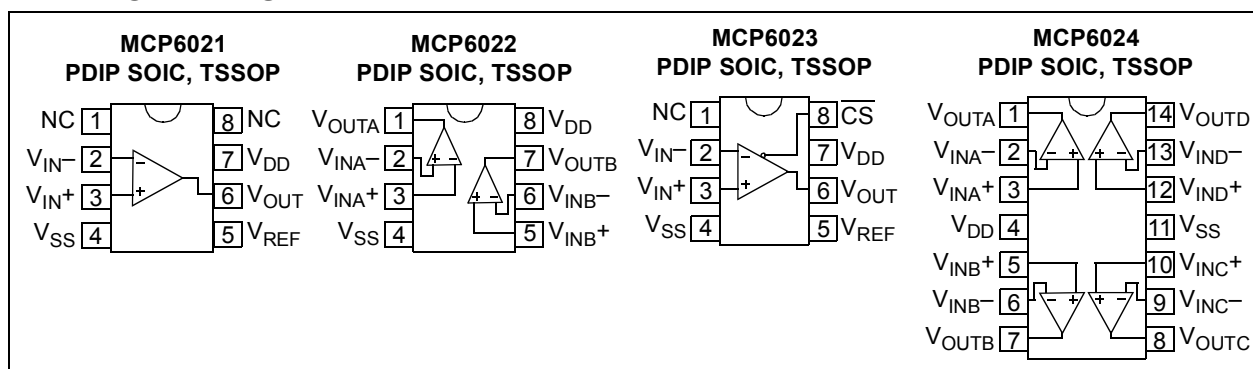 MCP6021
PDIP SOIC, TSSOP
NC 1
8 NC
VIN– 2
7 VDD
VIN+ 3
6 VOUT
VSS 4
5 VREF
–
+
MCP6022
PDIP SOIC, TSSOP
VOUTA 1
8 VDD
VINA– 2
7 VOUTB
VINA+ 3
6 VINB–
VSS 4
5 VINB+
+ -
+ -
MCP6023
PDIP SOIC, TSSOP
NC 1
8 CS
VIN– 2
7 VDD
VIN+ 3
6 VOUT
VSS 4
5 VREF
–
+
MCP6024
PDIP SOIC, TSSOP
VOUTA 1
14 VOUTD
VINA– 2
13 VIND–
VINA+ 3
12 VIND+
VDD 4
11 VSS
VINB+ 5
10 VINC+
VINB– 6
9 VINC–
VOUTB 7
8 VOUTC
- +
+ -
- +
+ -